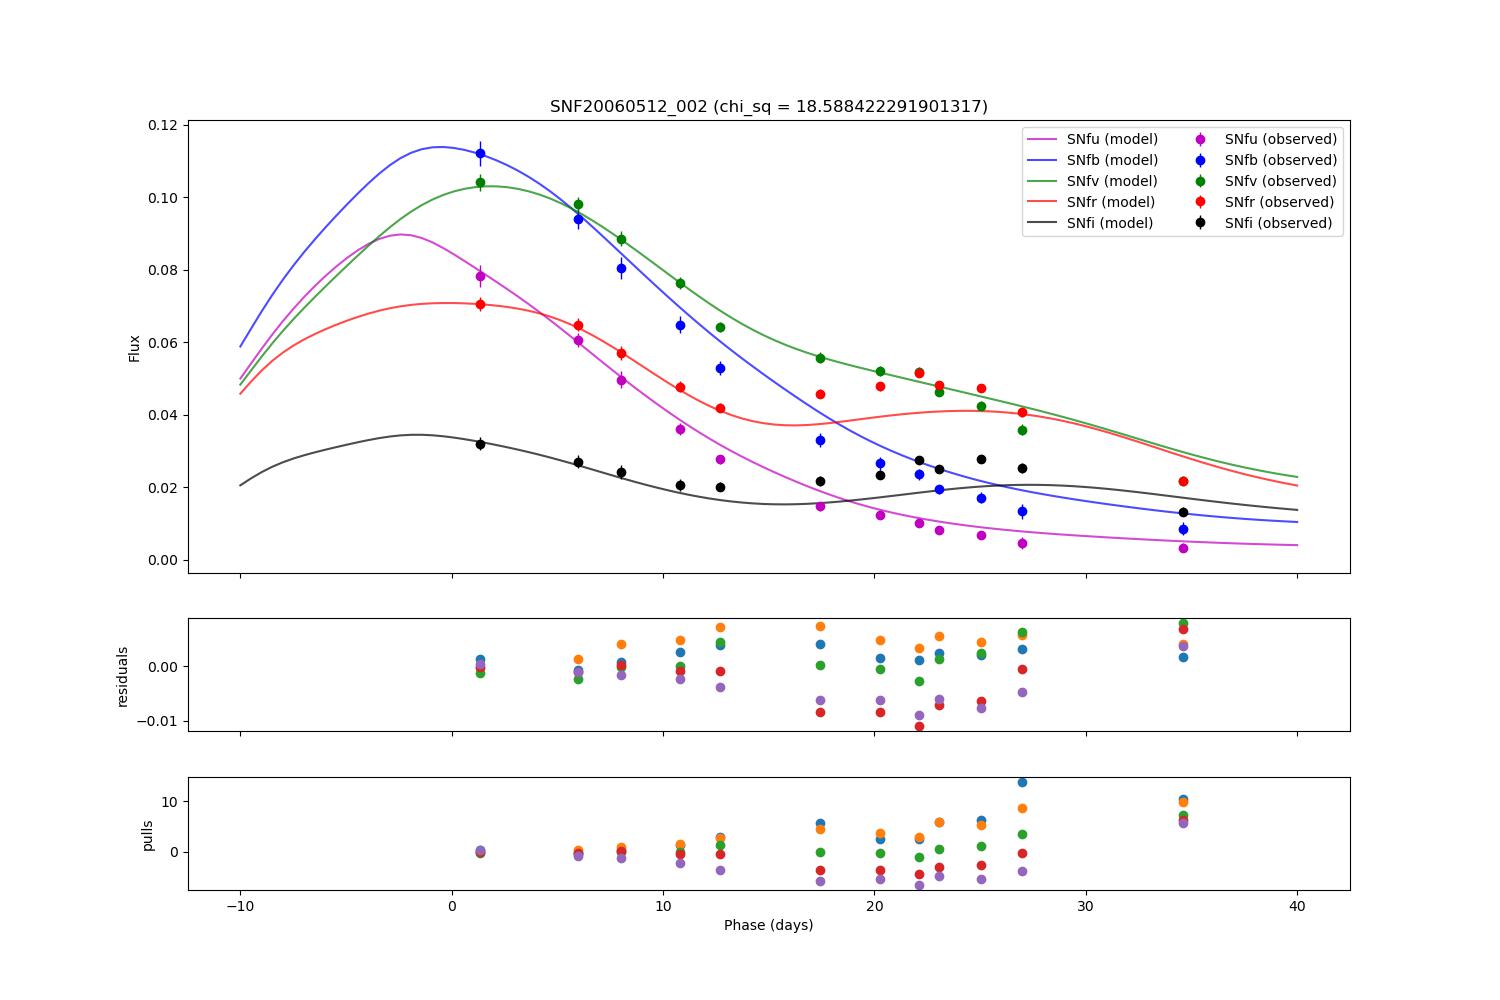 SNF20060512_002 (chi_sq = 18.588422291901317)
0.12
0.10
0.08
0.06
0.04
0.02
0.00
Flux
SNfu (model) SNfu (observed)
SNfb (model) SNfb (observed)
SNfv (model) SNfv (observed)
SNfr (model) SNfr (observed)
SNfi (model) SNfi (observed)
0.00
−0.01
residuals
10
0
pulls
−10 0 10 20 30 40
Phase (days)